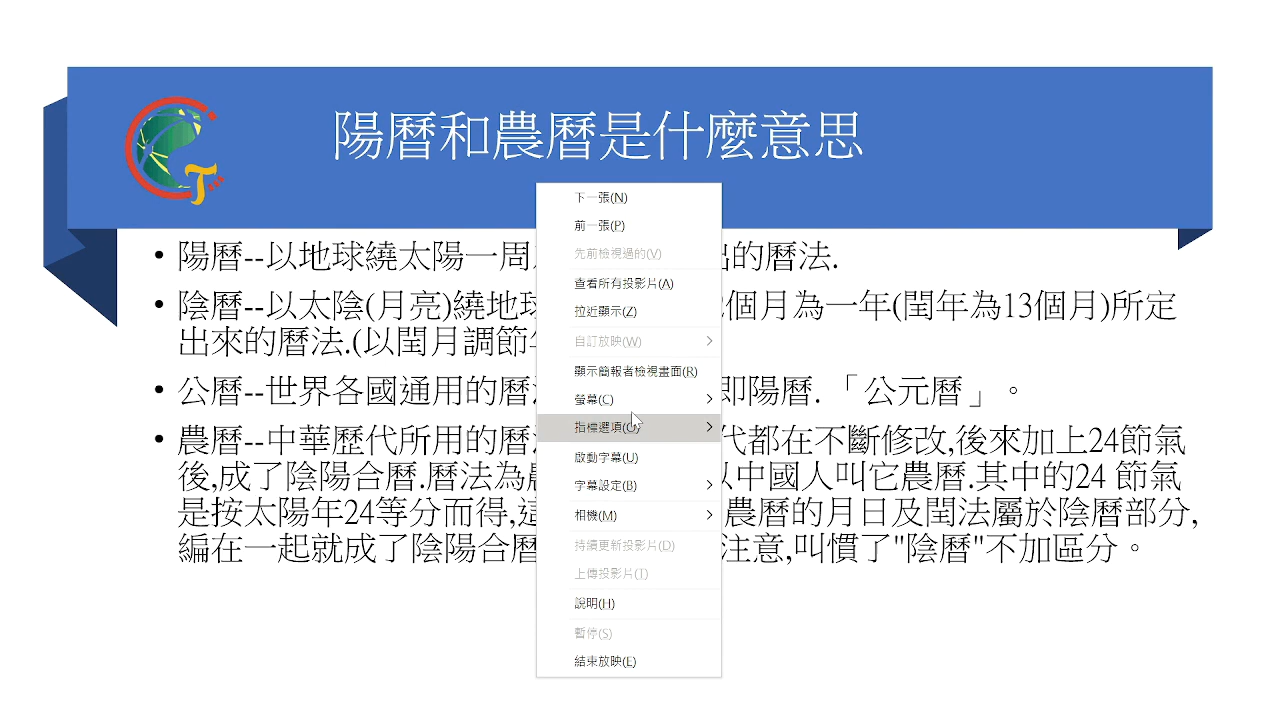 陽曆和農曆是什麼意思
• 陽曆--以地球繞太陽一周 出的曆法.
• 陰曆--以太陰(月亮)繞地球 個月為一年(閏年為13個月)所定
出來的曆法.(以閏月調節
• 公曆--世界各國通用的曆 即陽曆. 「公元曆」。
• 農曆--中華歷代所用的曆 代都在不斷修改,後來加上24節氣
後,成了陰陽合曆.曆法為 以中國人叫它農曆.其中的24 節氣
是按太陽年24等分而得, 農曆的月日及閏法屬於陰曆部分,
編在一起就成了陰陽合曆 注意,叫慣了"陰曆"不加區分。
下一張(N)
前一張(P)
先前檢視過的(V)
查看所有投影片(A)
拉近顯示(Z)
自訂放映(W)
顯示簡報者檢視畫面(R)
螢幕(C)
指標選項(O)
啟動字幕(U)
字幕設定(B)
相機(M)
持續更新投影片(D)
上傳投影片(T)
說明(H)
暫停(S)
結束放映(E)